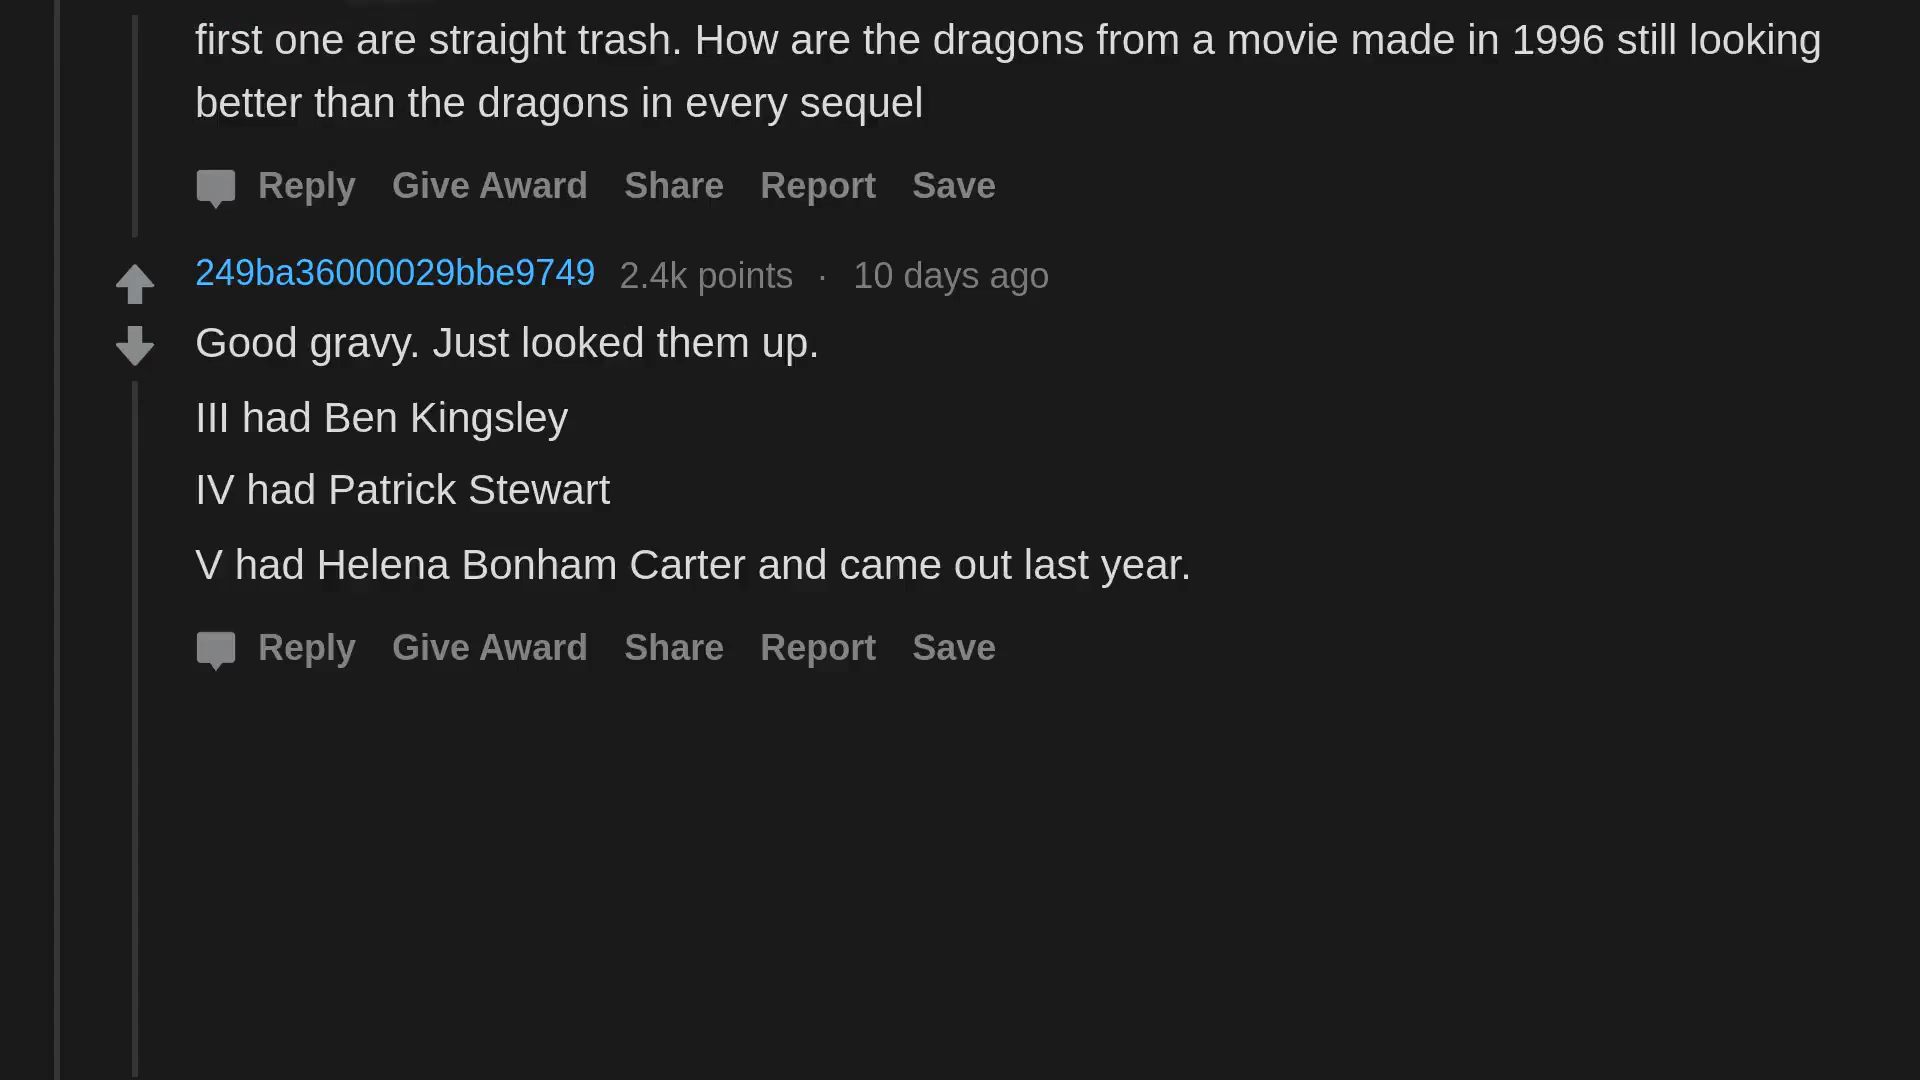 first one are straight trash. How are the dragons from a movie made in 1996 still looking
better than the dragons in every sequel
Reply Give Award Share Report Save
249ba36000029bbe9749 2.4k points · 10 days ago
Good gravy. Just looked them up.
III had Ben Kingsley
IV had Patrick Stewart
V had Helena Bonham Carter and came out last year.
Reply Give Award Share Report Save